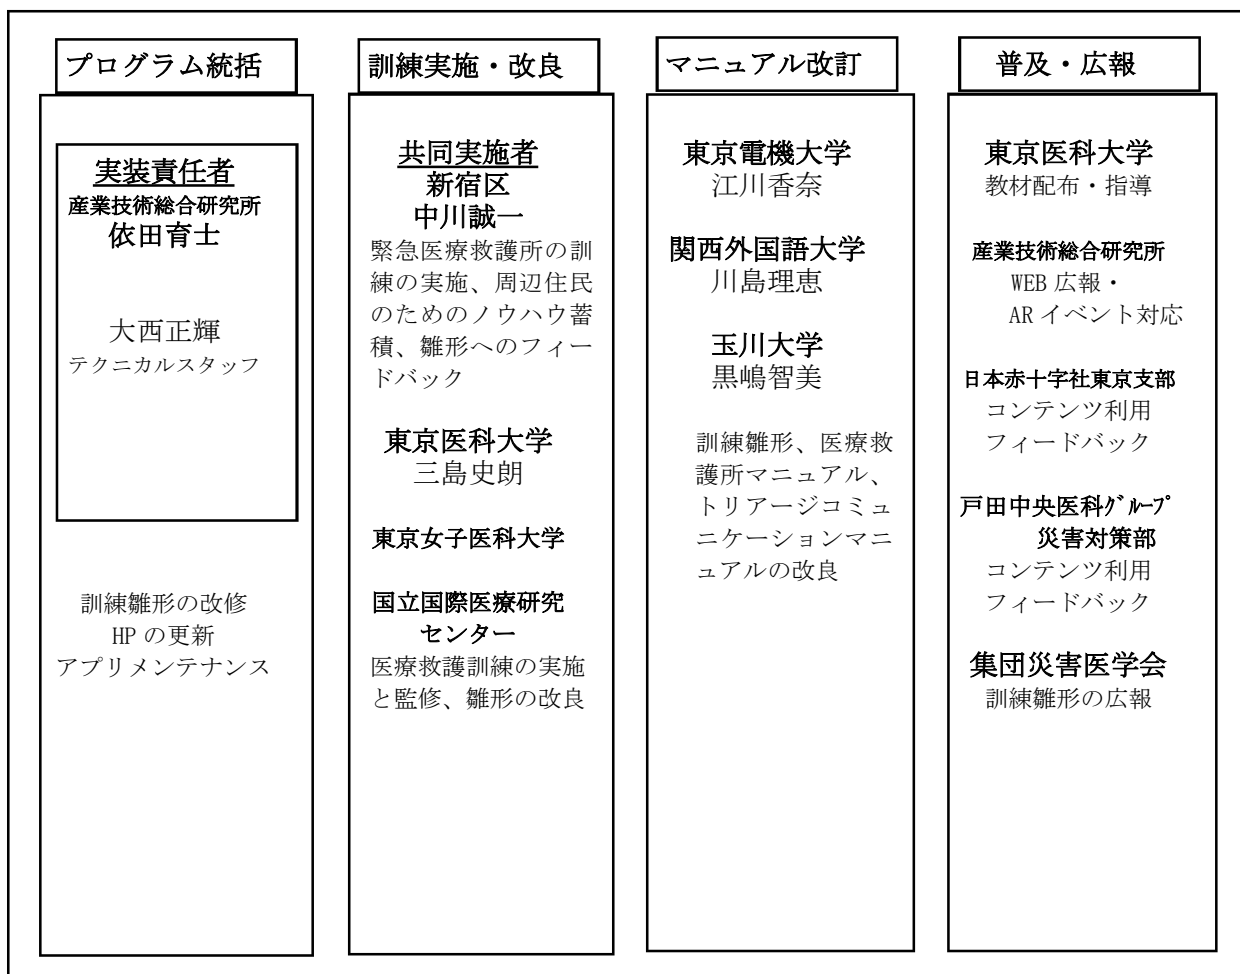 プログラム統括
実装責任者
産業技術総合研究所
依田育士
大西正輝
テクニカルスタッフ
訓練雛形の改修
HP の更新
アプリメンテナンス
訓練実施・改良
共同実施者
新宿区
中川誠一
緊急医療救護所の訓
練の実施、周辺住民
のためのノウハウ蓄
積、雛形へのフィー
ドバック
東京医科大学
三島史朗
東京女子医科大学
国立国際医療研究
センター
医療救護訓練の実施
と監修、雛形の改良
マニュアル改訂
東京電機大学
江川香奈
関西外国語大学
川島理恵
玉川大学
黒嶋智美
訓練雛形、医療救
護所マニュアル、
トリアージコミュ
ニケーションマニ
ュアルの改良
普及・広報
東京医科大学
教材配布・指導
産業技術総合研究所
WEB 広報・
AR イベント対応
日本赤十字社東京支部
コンテンツ利用
フィードバック
戸田中央医科ｸﾞﾙｰﾌﾟ
災害対策部
コンテンツ利用
フィードバック
集団災害医学会
訓練雛形の広報